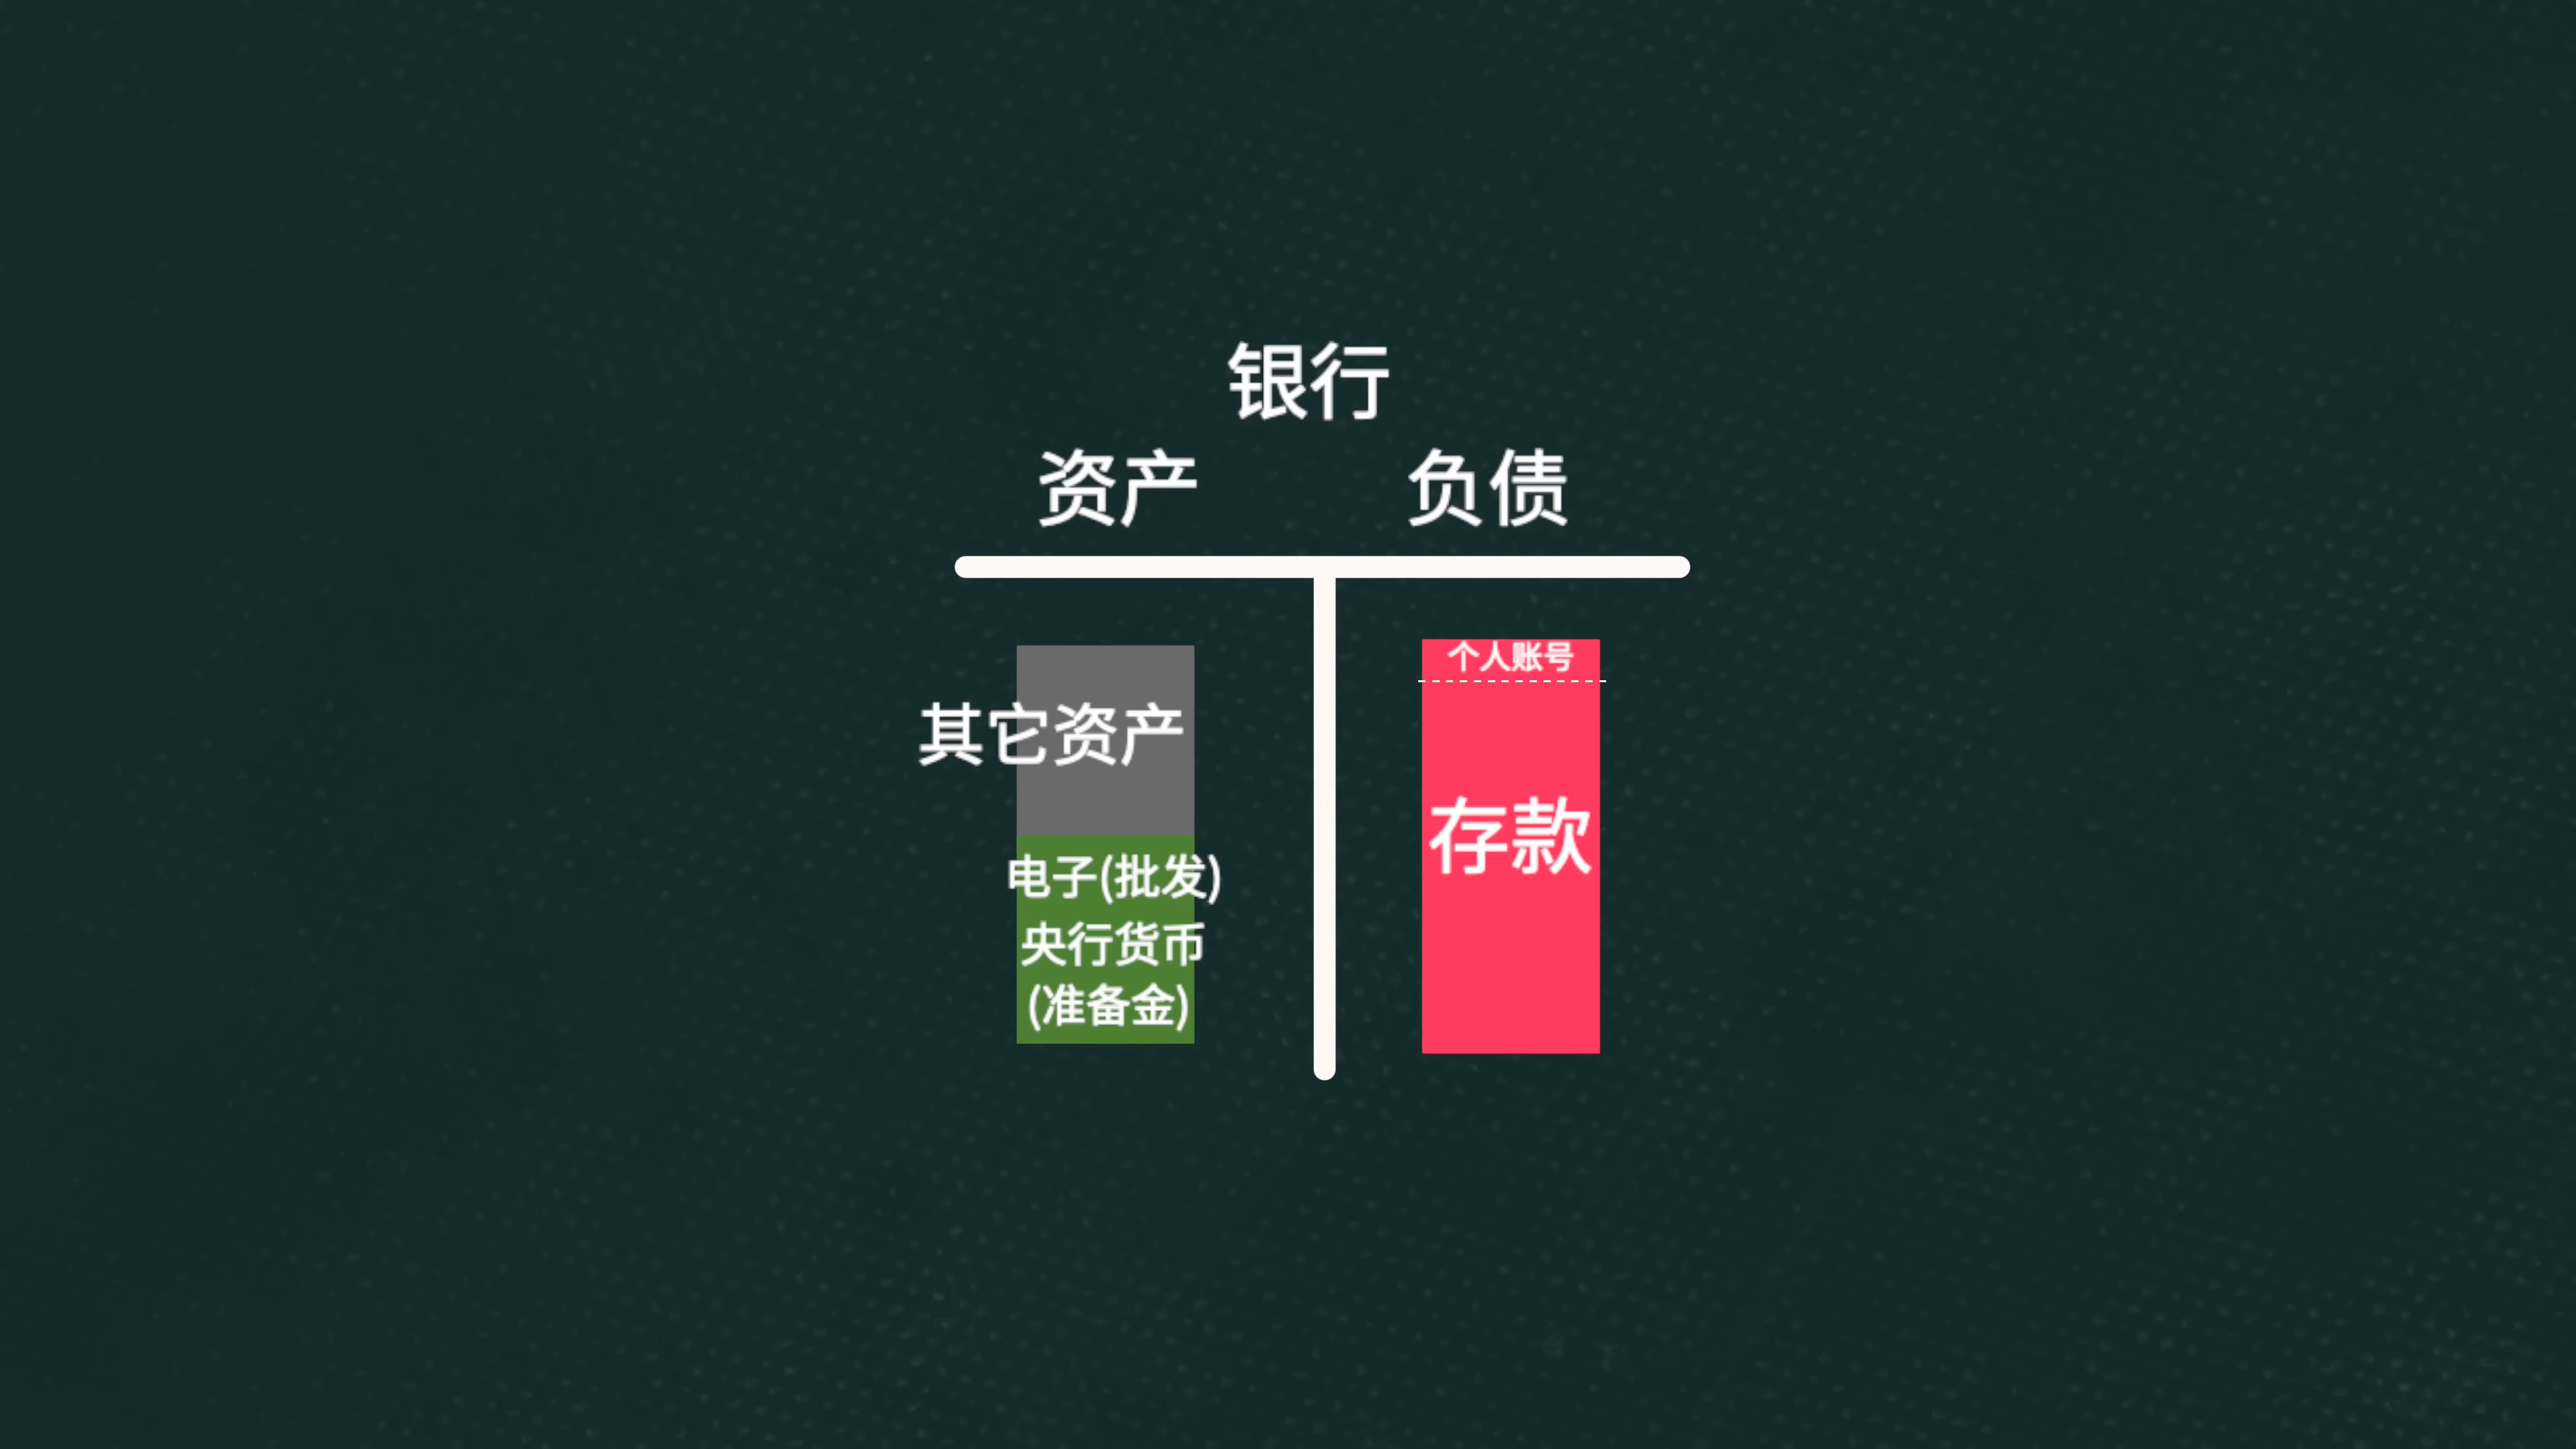 银行
资产 负债
个人账号
其它资产
存款
电子(批发)
央行货币
(准备金)